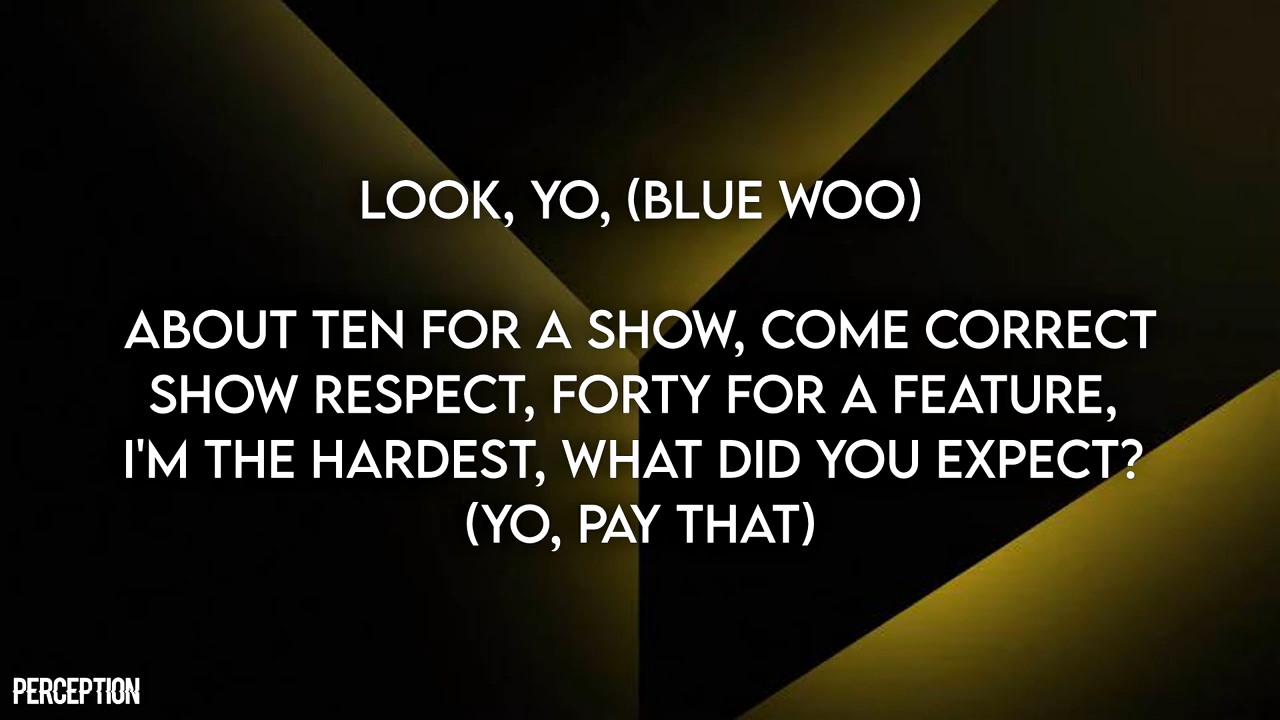 LOOK, YO, (BLUE WOO)
ABOUT TEN FOR A SHOW, COME CORRECT
SHOW RESPECT, FORTY FOR A FEATURE,
I'M THE HARDEST, WHAT DID YOU EXPECT?
(YO, PAY THAT)
PERCEPTION